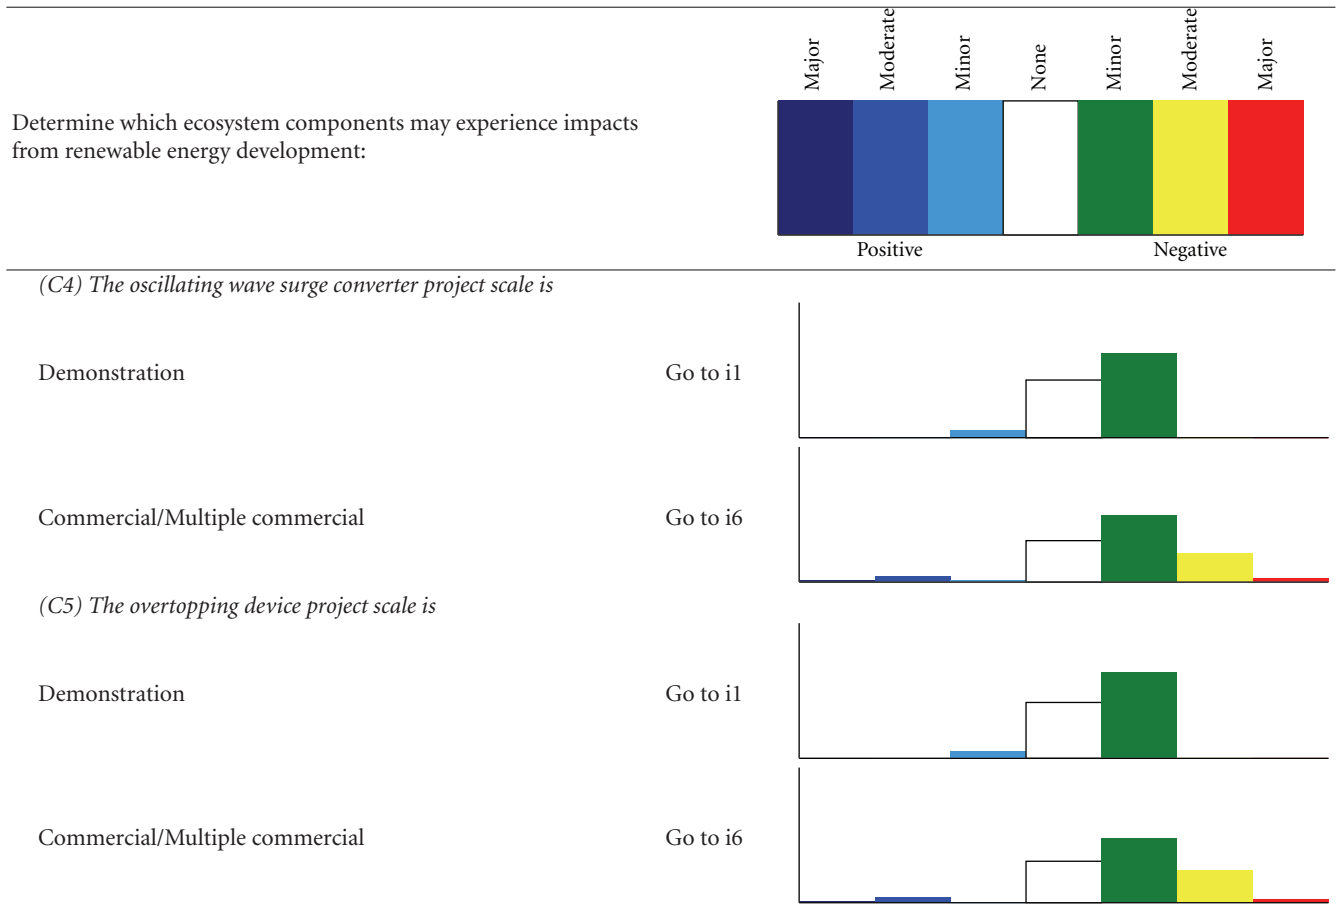 Major
Moderate
Minor
None
Minor
Moderate
Major
Determine which ecosystem components may experience impacts
from renewable energy development:
Positive
Negative
(C4) The oscillating wave surge converter project scale is
Demonstration
Go to i1
Commercial/Multiple commercial
Go to i6
(C5) The overtopping device project scale is
Demonstration
Go to i1
Commercial/Multiple commercial
Go to i6